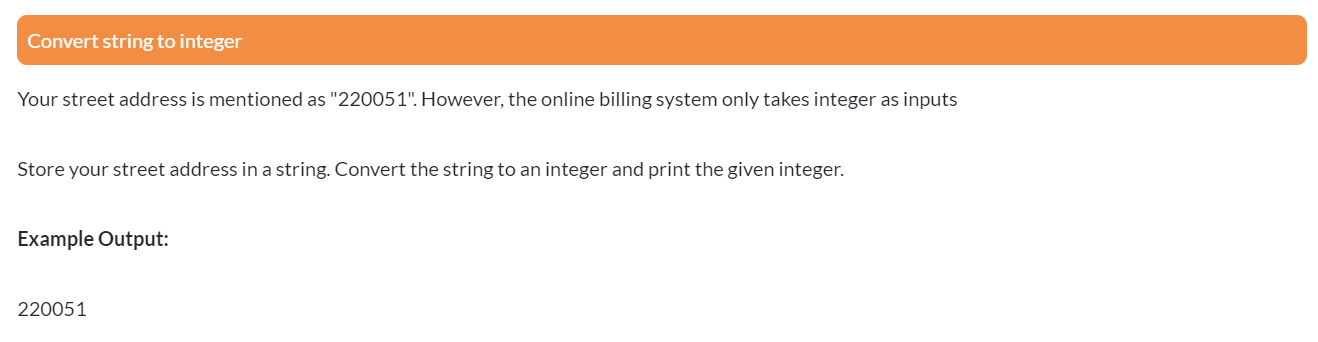 Convert string to integer
Your street address is mentioned as "220051". However, the online billing system only takes integer as inputs
Store your street address in a string. Convert the string to an integer and print the given integer.
Example Output:
220051